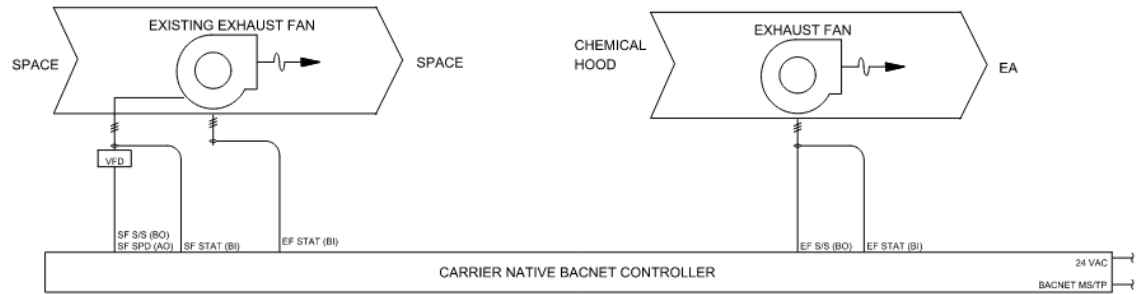 EXISTING EXHAUST FAN
SPACE
SPACE
VFD
SF S/S (BO)
SF SPD (AO)
SF STAT (BI)
EF STAT (BI)
EXHAUST FAN
CHEMICAL
HOOD
EA
EF S/S (BO)
EF STAT (BI)
CARRIER NATIVE BACNET CONTROLLER
24 VAC
BACNET MS/TP